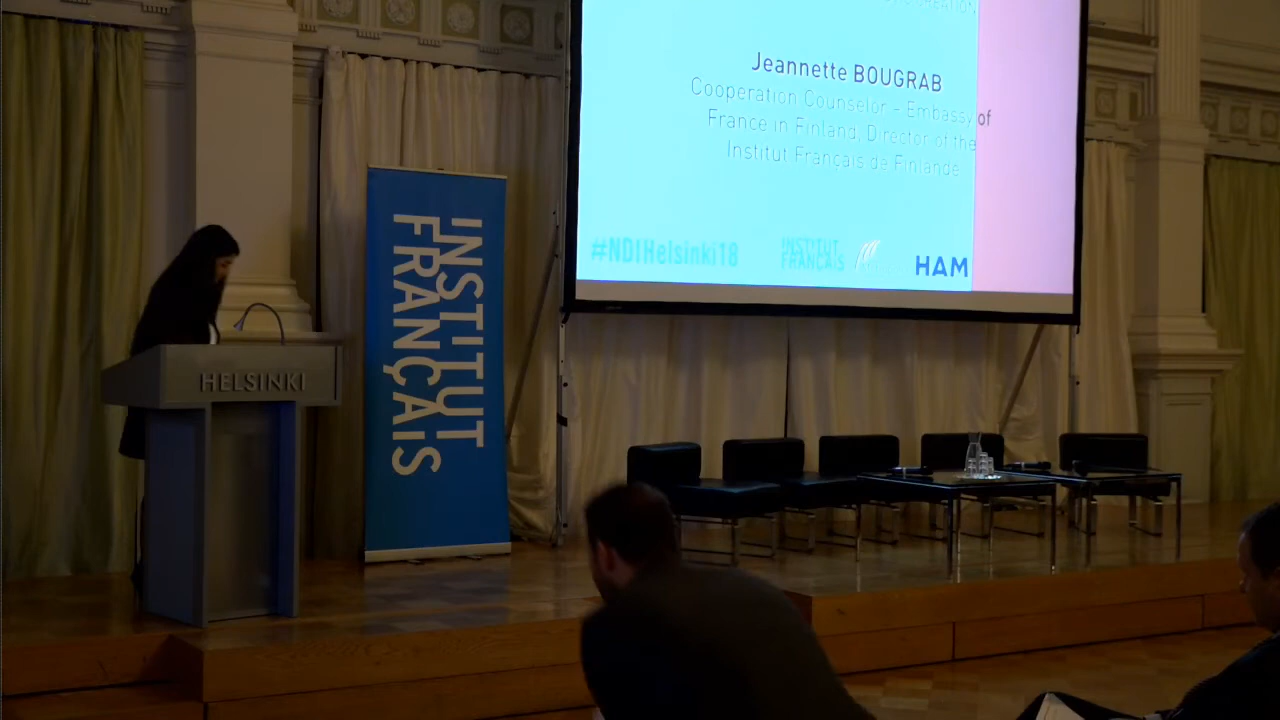 CREATION
Jeannette BOUGRAB
Cooperation Counselor – Embassy of
France in Finland, Director of the
Institut Français de Finlande
#NDIHelsinki18
INSTITUT
FRANÇAIS
HAM
INSTITUT
FRANÇAIS
HELSINKI